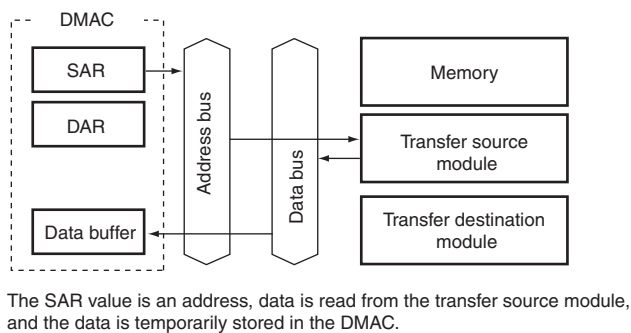 DMAC
SAR
DAR
Data buffer
Address bus
Data bus
Memory
Transfer source
module
Transfer destination
module
The SAR value is an address, data is read from the transfer source module,
and the data is temporarily stored in the DMAC.